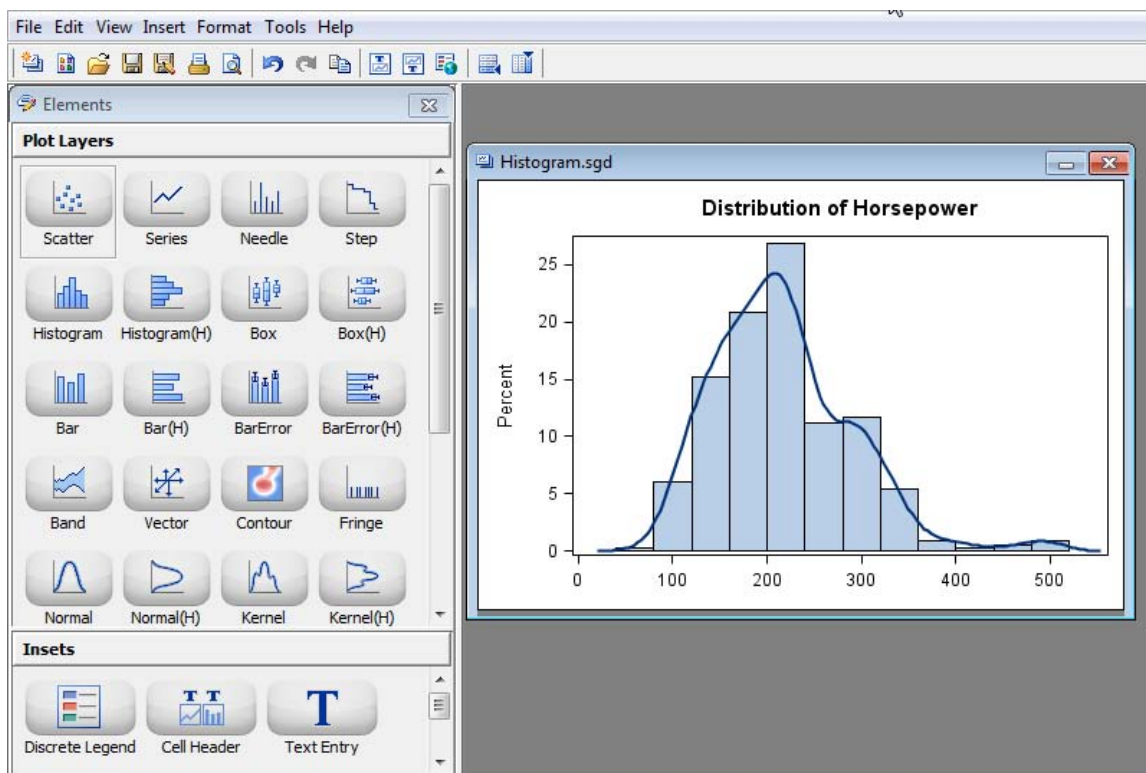 File Edit View Insert Format Tools Help
Elements
Plot Layers
Scatter Series Needle Step
Histogram Histogram(H) Box Box(H)
Bar Bar(H) BarError BarError(H)
Band Vector Contour Fringe
Normal Normal(H) Kernel Kernel(H)
Insets
T T T
Discrete Legend Cell Header Text Entry
Histogram.sgd
Distribution of Horsepower
Percent
25
20
15
10
5
0
0 100 200 300 400 500